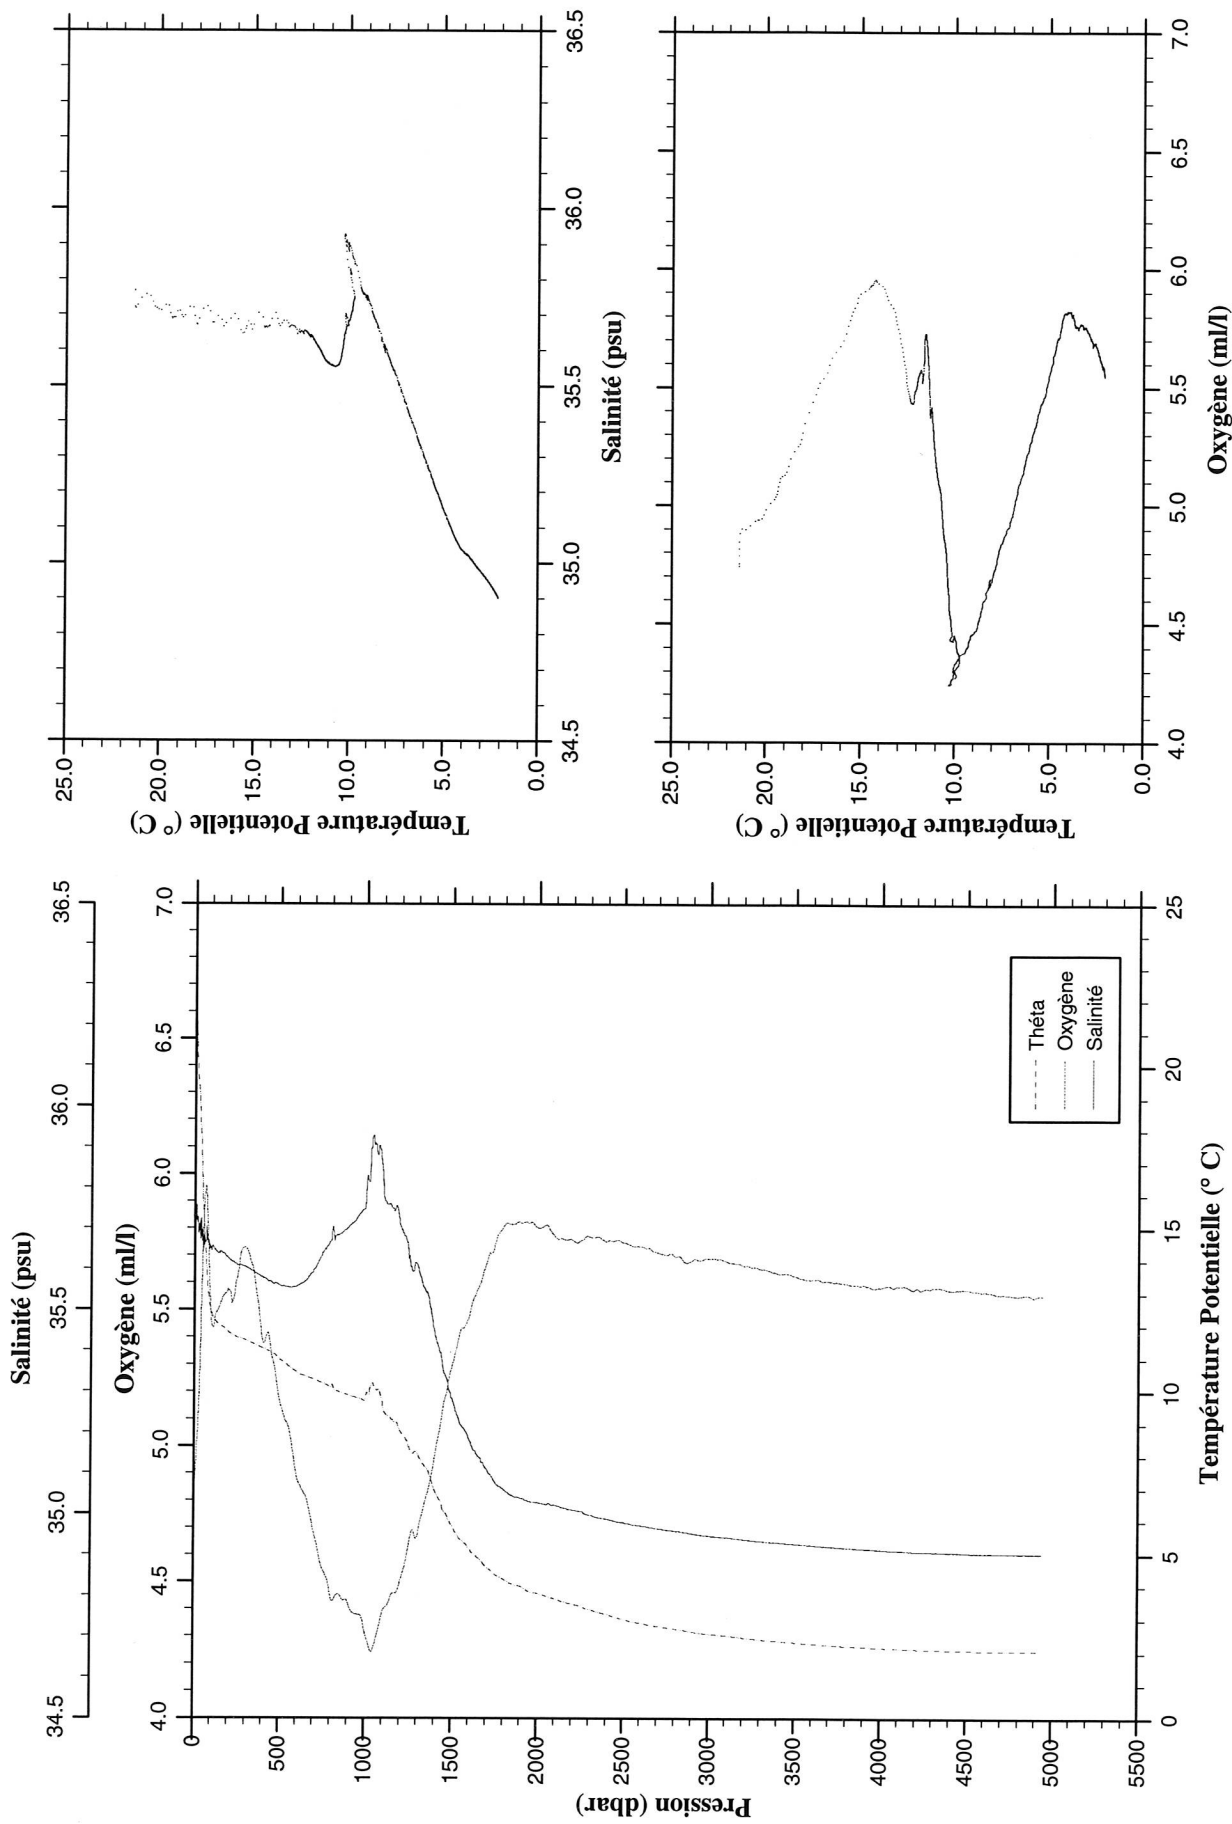 Salinité (psu)
34.5 35.0 35.5 36.0 36.5
Oxygène (ml/l)
4.0 4.5 5.0 5.5 6.0 6.5 7.0
Pression (dbar)
0
500
1000
1500
2000
2500
3000
3500
4000
4500
5000
5500
Théta
Oxygène
Salinité
0 5 10 15 20 25
Température Potentielle (° C)
Température Potentielle (° C)
25.0
20.0
15.0
10.0
5.0
0.0
34.5 35.0 35.5 36.0 36.5
Salinité (psu)
Température Potentielle (° C)
25.0
20.0
15.0
10.0
5.0
0.0
4.0 4.5 5.0 5.5 6.0 6.5 7.0
Oxygène (ml/l)